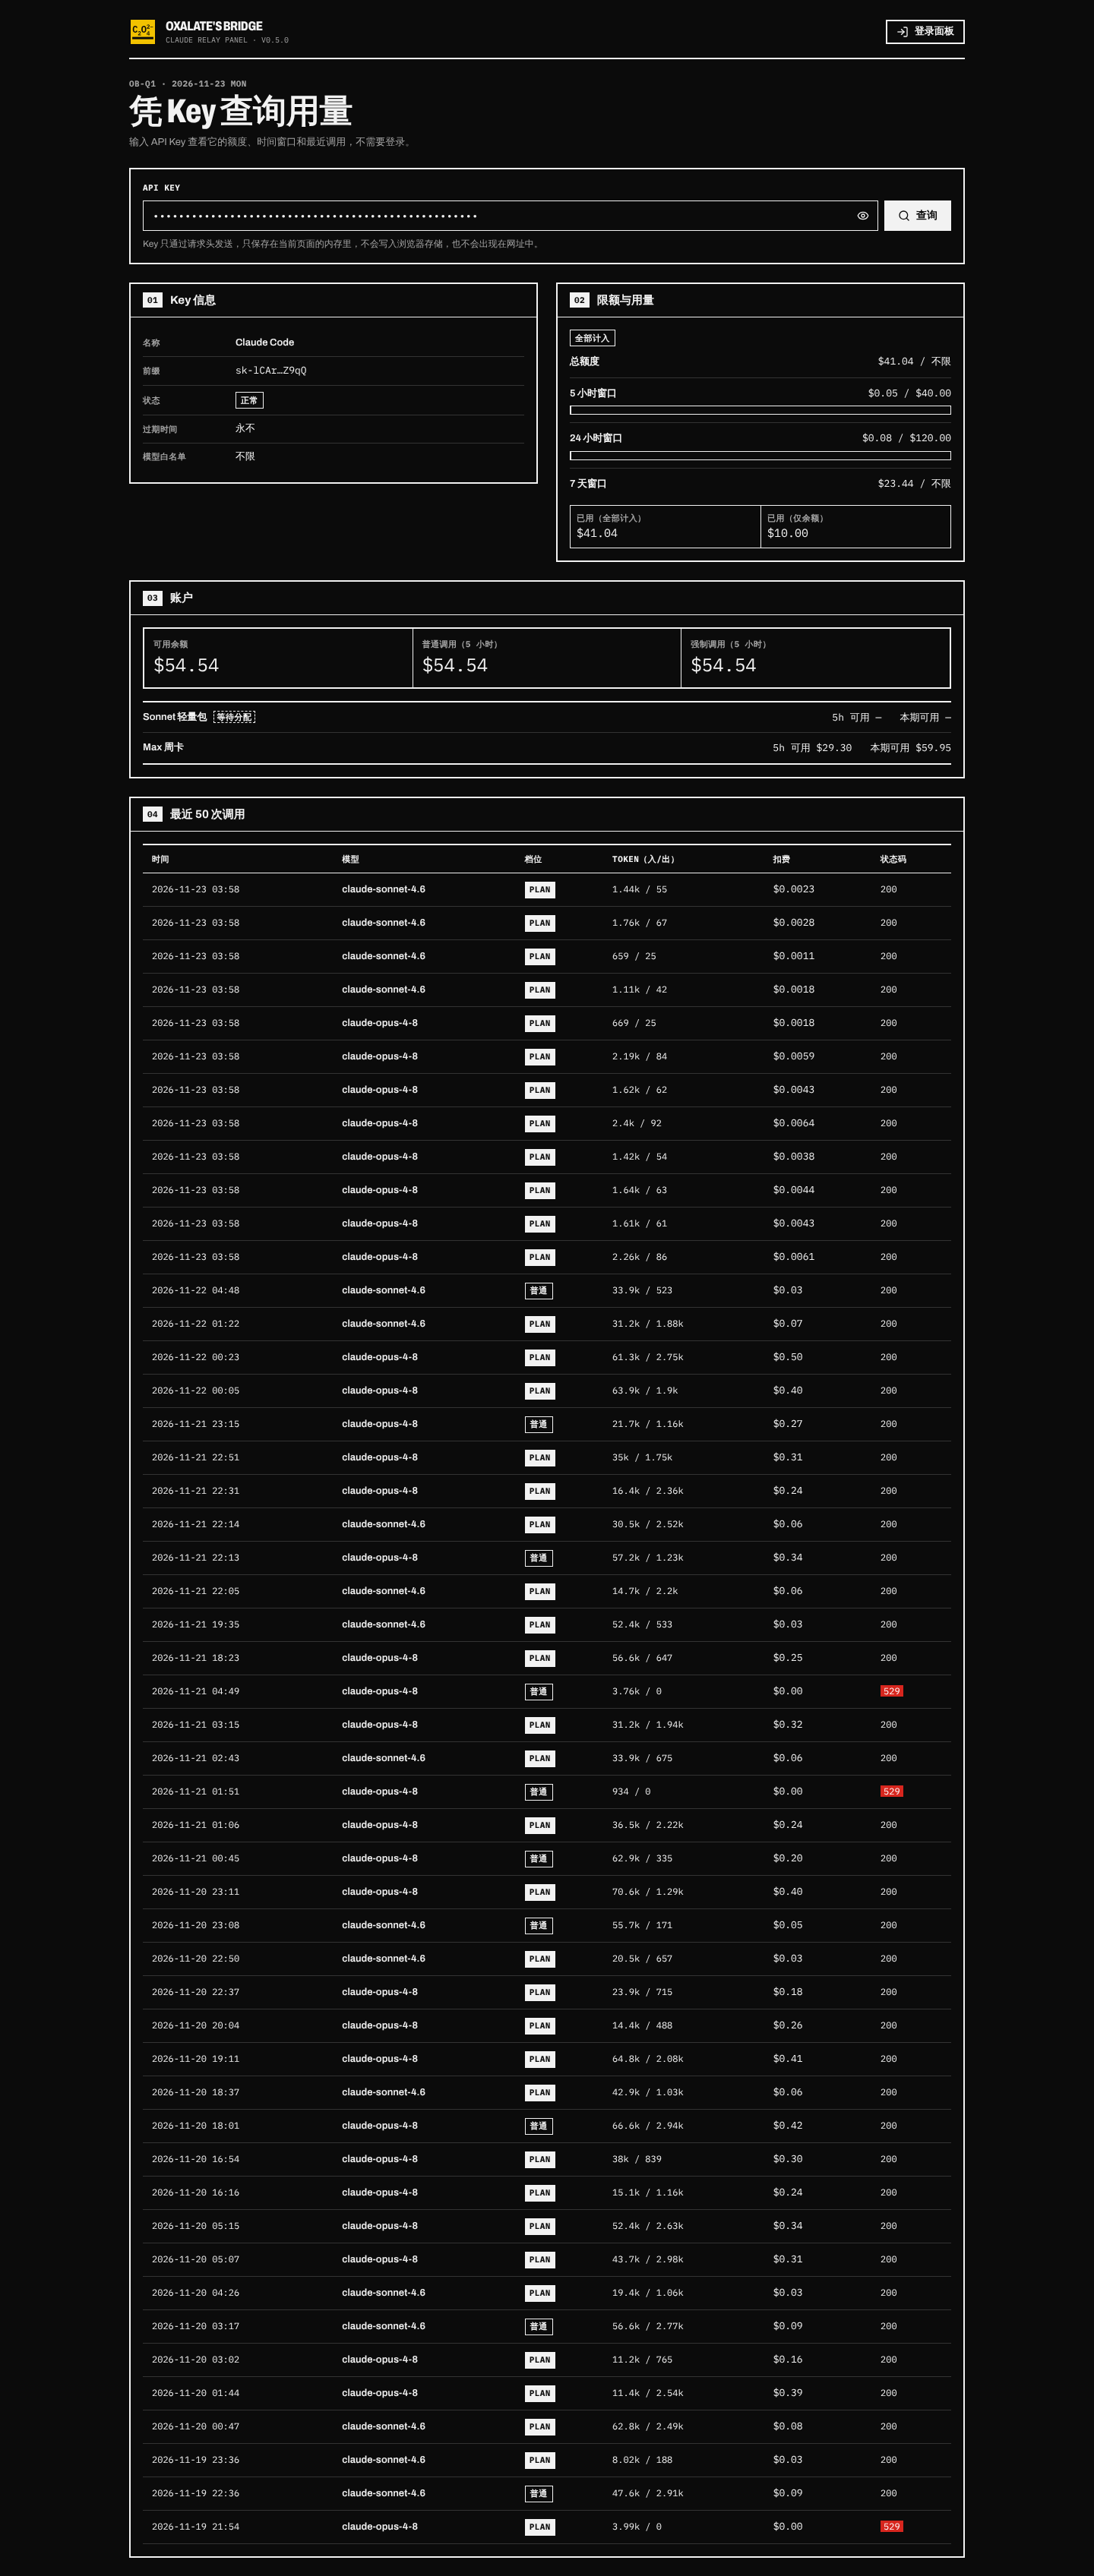 C₂O₄²⁻
OXALATE'S BRIDGE
CLAUDE RELAY PANEL · V0.5.0
登录面板
OB-Q1 · 2026-11-23 MON
凭 Key 查询用量
输入 API Key 查看它的额度、时间窗口和最近调用，不需要登录。
API KEY
查询
Key 只通过请求头发送，只保存在当前页面的内存里，不会写入浏览器存储，也不会出现在网址中。
01 Key 信息
名称 Claude Code
前缀 sk-lCAr…Z9qQ
状态 正常
过期时间 永不
模型白名单 不限
02 限额与用量
全部计入
总额度 $41.04 / 不限
5 小时窗口 $0.05 / $40.00
24 小时窗口 $0.08 / $120.00
7 天窗口 $23.44 / 不限
已用（全部计入） 已用（仅余额）
$41.04 $10.00
03 账户
可用余额 普通调用（5 小时） 强制调用（5 小时）
$54.54 $54.54 $54.54
Sonnet 轻量包 等待分配 5h 可用 — 本期可用 —
Max 周卡 5h 可用 $29.30 本期可用 $59.95
04 最近 50 次调用
时间 模型 档位 TOKEN（入/出） 扣费 状态码
2026-11-23 03:58 claude-sonnet-4.6 PLAN 1.44k / 55 $0.0023 200
2026-11-23 03:58 claude-sonnet-4.6 PLAN 1.76k / 67 $0.0028 200
2026-11-23 03:58 claude-sonnet-4.6 PLAN 659 / 25 $0.0011 200
2026-11-23 03:58 claude-sonnet-4.6 PLAN 1.11k / 42 $0.0018 200
2026-11-23 03:58 claude-opus-4-8 PLAN 669 / 25 $0.0018 200
2026-11-23 03:58 claude-opus-4-8 PLAN 2.19k / 84 $0.0059 200
2026-11-23 03:58 claude-opus-4-8 PLAN 1.62k / 62 $0.0043 200
2026-11-23 03:58 claude-opus-4-8 PLAN 2.4k / 92 $0.0064 200
2026-11-23 03:58 claude-opus-4-8 PLAN 1.42k / 54 $0.0038 200
2026-11-23 03:58 claude-opus-4-8 PLAN 1.64k / 63 $0.0044 200
2026-11-23 03:58 claude-opus-4-8 PLAN 1.61k / 61 $0.0043 200
2026-11-23 03:58 claude-opus-4-8 PLAN 2.26k / 86 $0.0061 200
2026-11-22 04:48 claude-sonnet-4.6 普通 33.9k / 523 $0.03 200
2026-11-22 01:22 claude-sonnet-4.6 PLAN 31.2k / 1.88k $0.07 200
2026-11-22 00:23 claude-opus-4-8 PLAN 61.3k / 2.75k $0.50 200
2026-11-22 00:05 claude-opus-4-8 PLAN 63.9k / 1.9k $0.40 200
2026-11-21 23:15 claude-opus-4-8 普通 21.7k / 1.16k $0.27 200
2026-11-21 22:51 claude-opus-4-8 PLAN 35k / 1.75k $0.31 200
2026-11-21 22:31 claude-opus-4-8 PLAN 16.4k / 2.36k $0.24 200
2026-11-21 22:14 claude-sonnet-4.6 PLAN 30.5k / 2.52k $0.06 200
2026-11-21 22:13 claude-opus-4-8 普通 57.2k / 1.23k $0.34 200
2026-11-21 22:05 claude-sonnet-4.6 PLAN 14.7k / 2.2k $0.06 200
2026-11-21 19:35 claude-sonnet-4.6 PLAN 52.4k / 533 $0.03 200
2026-11-21 18:23 claude-opus-4-8 PLAN 56.6k / 647 $0.25 200
2026-11-21 04:49 claude-opus-4-8 普通 3.76k / 0 $0.00 529
2026-11-21 03:15 claude-opus-4-8 PLAN 31.2k / 1.94k $0.32 200
2026-11-21 02:43 claude-sonnet-4.6 PLAN 33.9k / 675 $0.06 200
2026-11-21 01:51 claude-opus-4-8 普通 934 / 0 $0.00 529
2026-11-21 01:06 claude-opus-4-8 PLAN 36.5k / 2.22k $0.24 200
2026-11-21 00:45 claude-opus-4-8 普通 62.9k / 335 $0.20 200
2026-11-20 23:11 claude-opus-4-8 PLAN 70.6k / 1.29k $0.40 200
2026-11-20 23:08 claude-sonnet-4.6 普通 55.7k / 171 $0.05 200
2026-11-20 22:50 claude-sonnet-4.6 PLAN 20.5k / 657 $0.03 200
2026-11-20 22:37 claude-opus-4-8 PLAN 23.9k / 715 $0.18 200
2026-11-20 20:04 claude-opus-4-8 PLAN 14.4k / 488 $0.26 200
2026-11-20 19:11 claude-opus-4-8 PLAN 64.8k / 2.08k $0.41 200
2026-11-20 18:37 claude-sonnet-4.6 PLAN 42.9k / 1.03k $0.06 200
2026-11-20 18:01 claude-opus-4-8 普通 66.6k / 2.94k $0.42 200
2026-11-20 16:54 claude-opus-4-8 PLAN 38k / 839 $0.30 200
2026-11-20 16:16 claude-opus-4-8 PLAN 15.1k / 1.16k $0.24 200
2026-11-20 05:15 claude-opus-4-8 PLAN 52.4k / 2.63k $0.34 200
2026-11-20 05:07 claude-opus-4-8 PLAN 43.7k / 2.98k $0.31 200
2026-11-20 04:26 claude-sonnet-4.6 PLAN 19.4k / 1.06k $0.03 200
2026-11-20 03:17 claude-sonnet-4.6 普通 56.6k / 2.77k $0.09 200
2026-11-20 03:02 claude-opus-4-8 PLAN 11.2k / 765 $0.16 200
2026-11-20 01:44 claude-opus-4-8 PLAN 11.4k / 2.54k $0.39 200
2026-11-20 00:47 claude-sonnet-4.6 PLAN 62.8k / 2.49k $0.08 200
2026-11-19 23:36 claude-sonnet-4.6 PLAN 8.02k / 188 $0.03 200
2026-11-19 22:36 claude-sonnet-4.6 普通 47.6k / 2.91k $0.09 200
2026-11-19 21:54 claude-opus-4-8 PLAN 3.99k / 0 $0.00 529